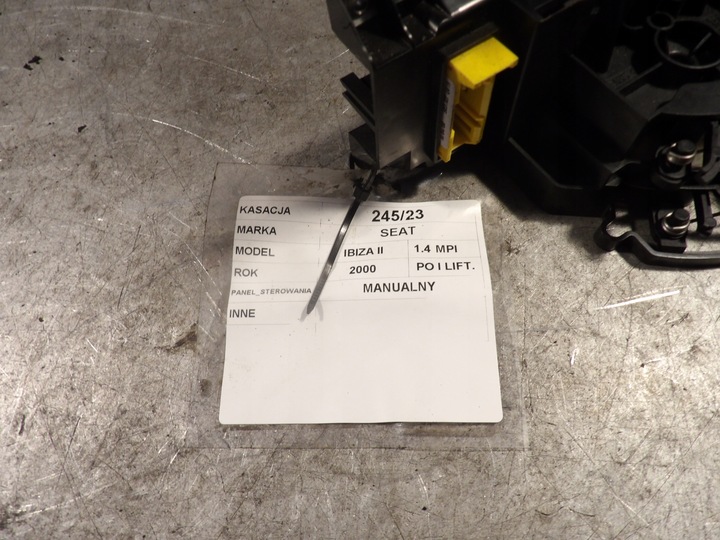 KASACJA 245/23
MARKA SEAT
MODEL IBIZA II 1.4 MPI
ROK 2000 PO I LIFT.
PANEL_STEROWANIA MANUALNY
INNE